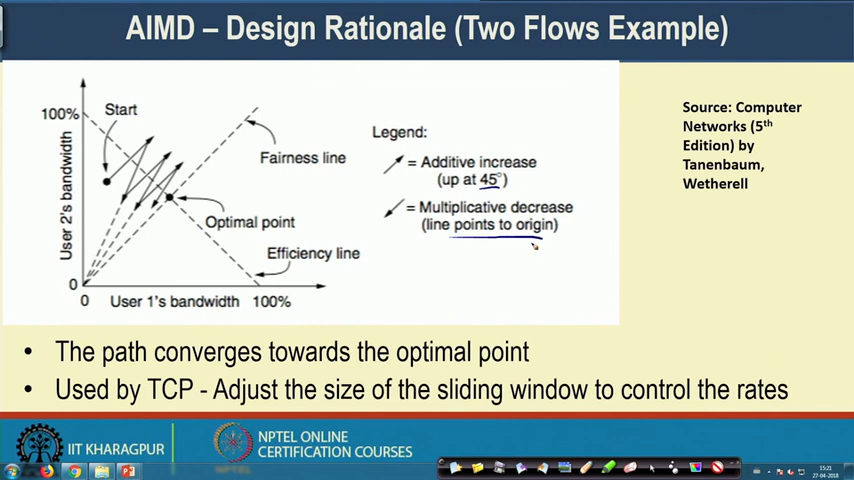 AIMD – Design Rationale (Two Flows Example)
100%
Start
User 2's bandwidth
Fairness line
Optimal point
Efficiency line
0
0
User 1's bandwidth
100%
Legend:
= Additive increase
(up at 45°)
= Multiplicative decrease
(line points to origin)
Source: Computer
Networks (5th
Edition) by
Tanenbaum,
Wetherell
• The path converges towards the optimal point
• Used by TCP - Adjust the size of the sliding window to control the rates
IIT KHARAGPUR
NPTEL ONLINE
CERTIFICATION COURSES
NPTEL
15:21
27-04-2018